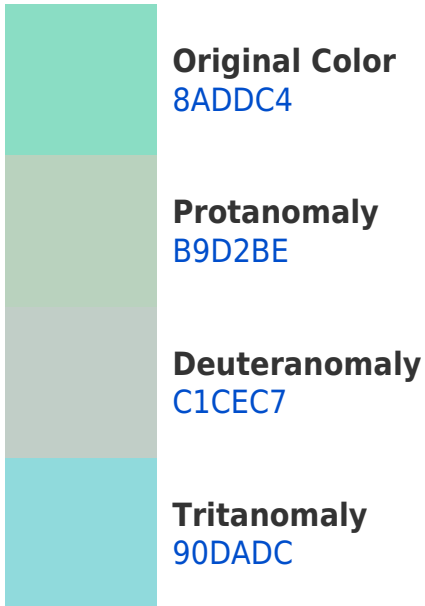 Original Color
8ADDC4
Protanomaly
B9D2BE
Deuteranomaly
C1CEC7
Tritanomaly
90DADC